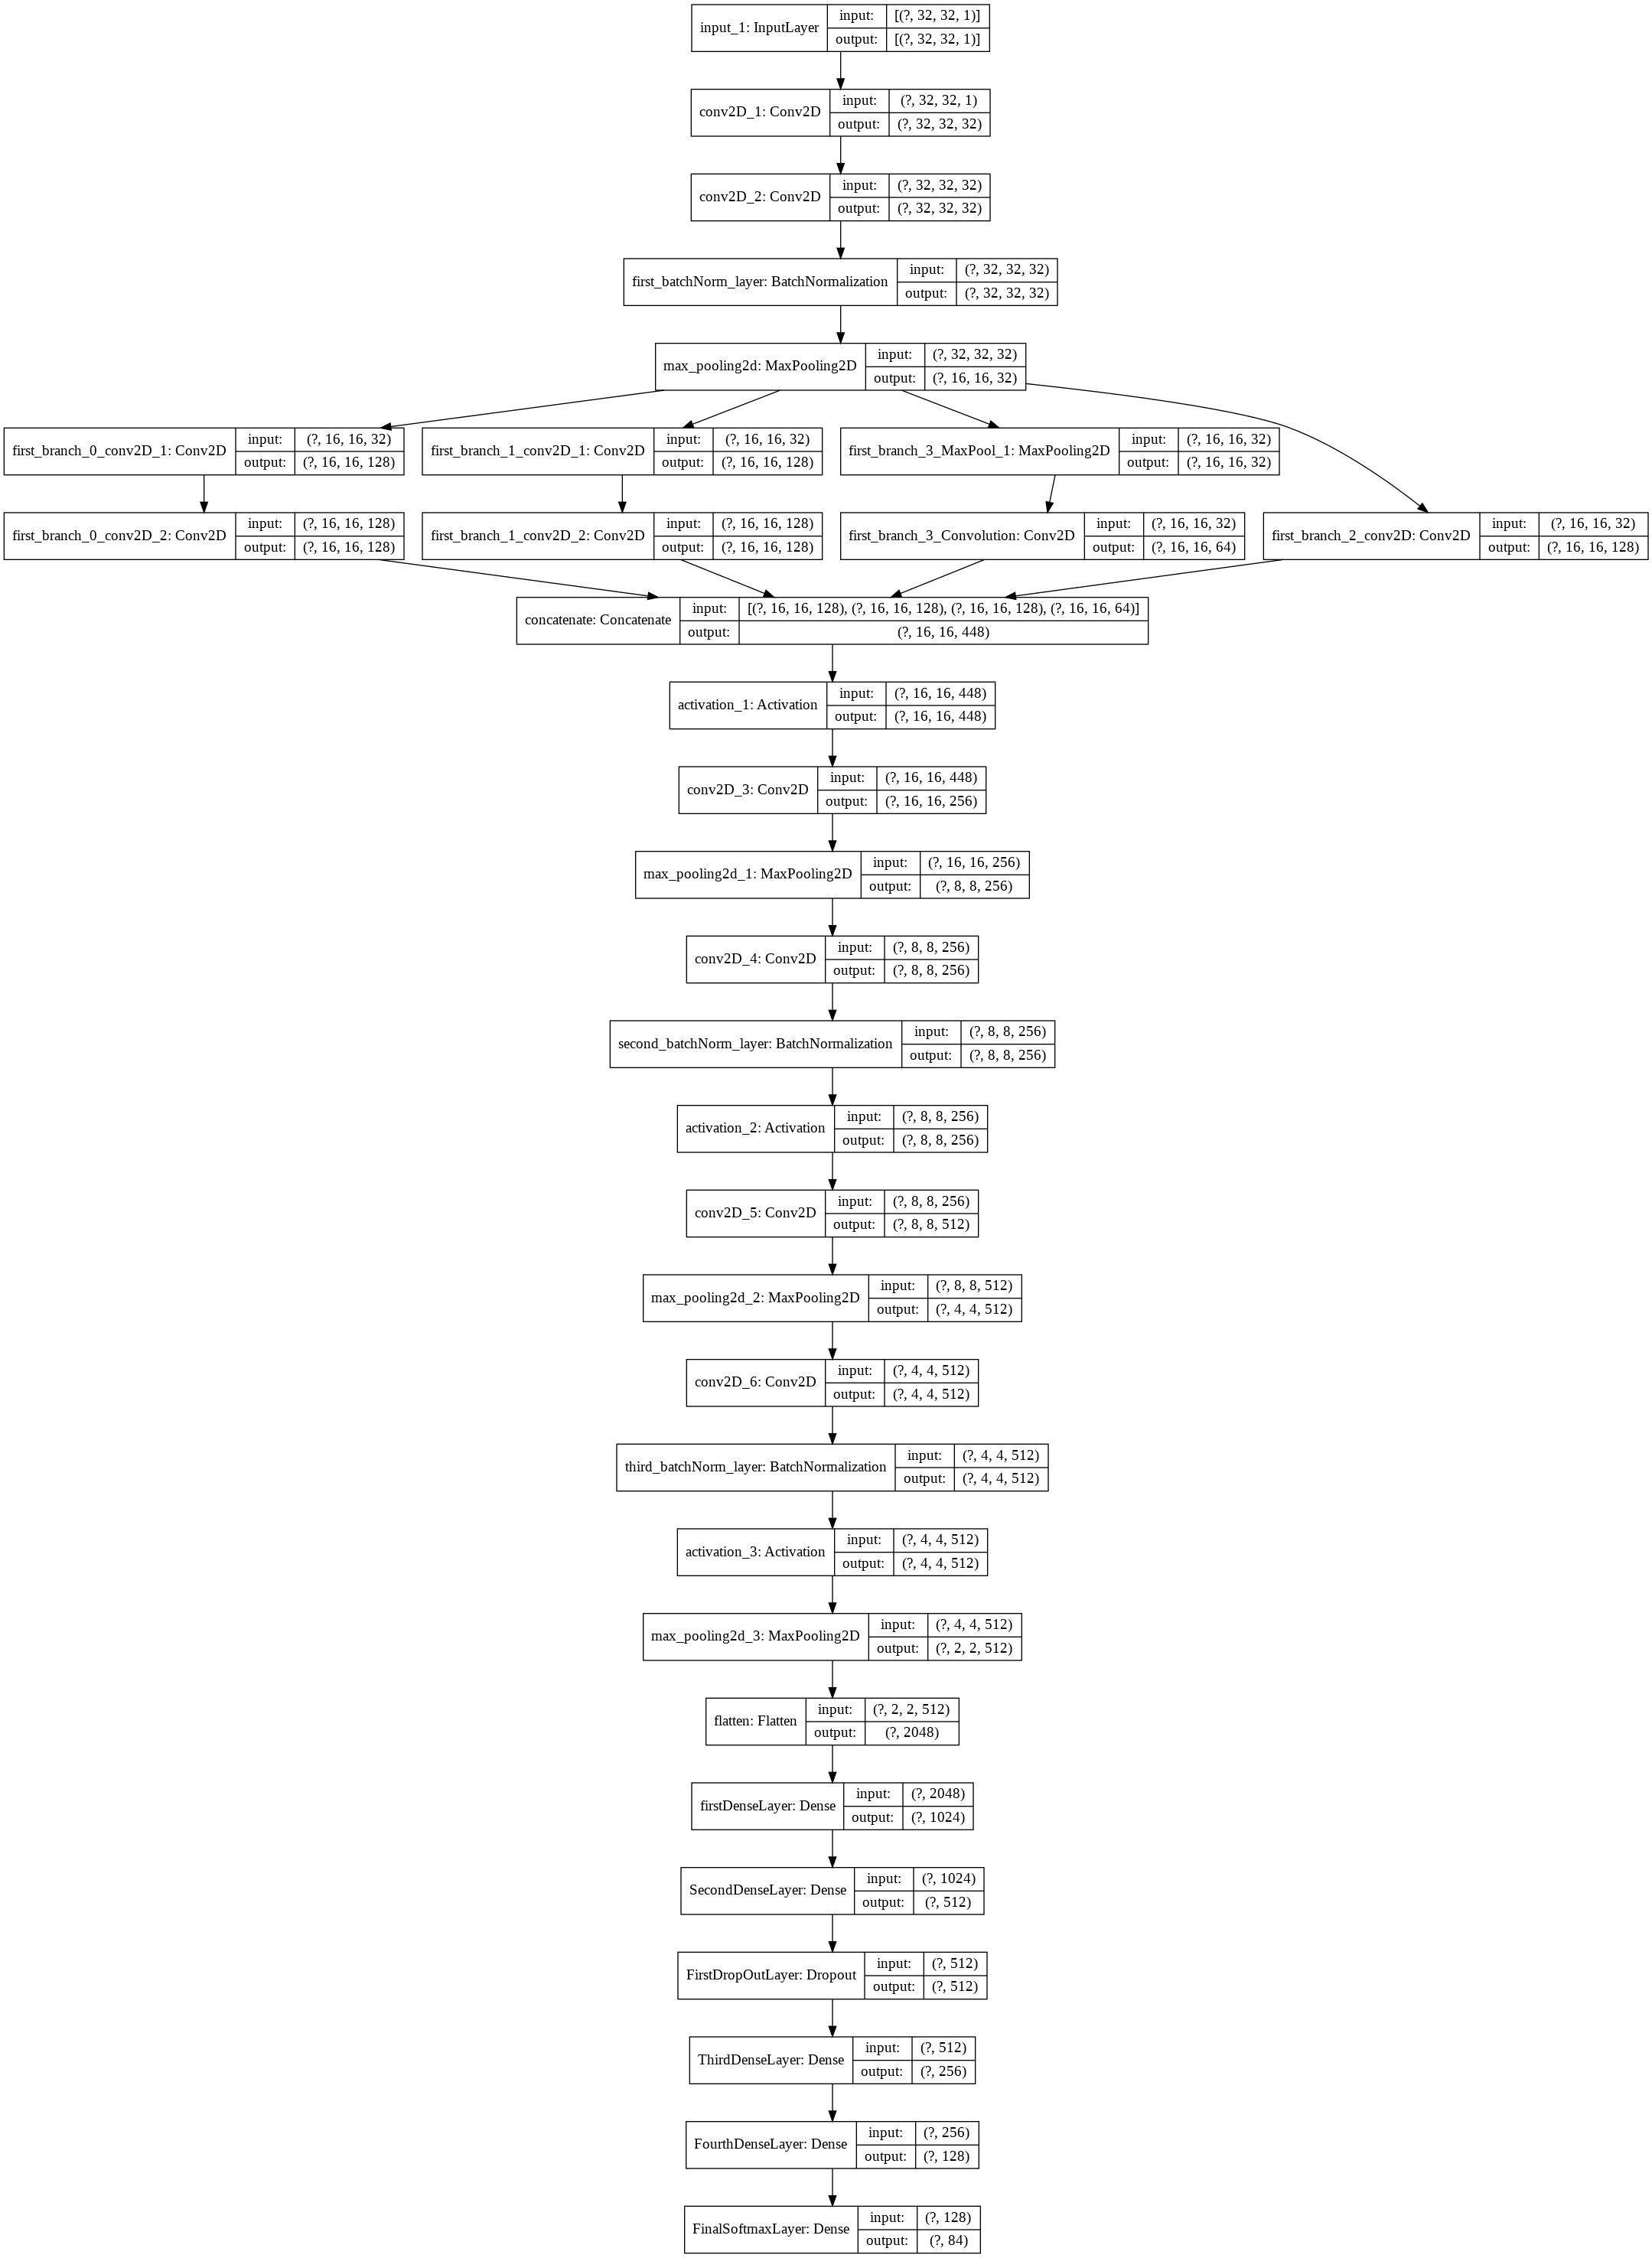 input_1: InputLayer input: [(?, 32, 32, 1)]
output: [(?, 32, 32, 1)]
conv2D_1: Conv2D input: (?, 32, 32, 1)
output: (?, 32, 32, 32)
conv2D_2: Conv2D input: (?, 32, 32, 32)
output: (?, 32, 32, 32)
first_batchNorm_layer: BatchNormalization input: (?, 32, 32, 32)
output: (?, 32, 32, 32)
max_pooling2d: MaxPooling2D input: (?, 32, 32, 32)
output: (?, 16, 16, 32)
first_branch_0_conv2D_1: Conv2D input: (?, 16, 16, 32)
output: (?, 16, 16, 128)
first_branch_1_conv2D_1: Conv2D input: (?, 16, 16, 32)
output: (?, 16, 16, 128)
first_branch_3_MaxPool_1: MaxPooling2D input: (?, 16, 16, 32)
output: (?, 16, 16, 32)
first_branch_0_conv2D_2: Conv2D input: (?, 16, 16, 128)
output: (?, 16, 16, 128)
first_branch_1_conv2D_2: Conv2D input: (?, 16, 16, 128)
output: (?, 16, 16, 128)
first_branch_3_Convolution: Conv2D input: (?, 16, 16, 32)
output: (?, 16, 16, 64)
first_branch_2_conv2D: Conv2D input: (?, 16, 16, 32)
output: (?, 16, 16, 128)
concatenate: Concatenate input: [(?, 16, 16, 128), (?, 16, 16, 128), (?, 16, 16, 128), (?, 16, 16, 64)]
output: (?, 16, 16, 448)
activation_1: Activation input: (?, 16, 16, 448)
output: (?, 16, 16, 448)
conv2D_3: Conv2D input: (?, 16, 16, 448)
output: (?, 16, 16, 256)
max_pooling2d_1: MaxPooling2D input: (?, 16, 16, 256)
output: (?, 8, 8, 256)
conv2D_4: Conv2D input: (?, 8, 8, 256)
output: (?, 8, 8, 256)
second_batchNorm_layer: BatchNormalization input: (?, 8, 8, 256)
output: (?, 8, 8, 256)
activation_2: Activation input: (?, 8, 8, 256)
output: (?, 8, 8, 256)
conv2D_5: Conv2D input: (?, 8, 8, 256)
output: (?, 8, 8, 512)
max_pooling2d_2: MaxPooling2D input: (?, 8, 8, 512)
output: (?, 4, 4, 512)
conv2D_6: Conv2D input: (?, 4, 4, 512)
output: (?, 4, 4, 512)
third_batchNorm_layer: BatchNormalization input: (?, 4, 4, 512)
output: (?, 4, 4, 512)
activation_3: Activation input: (?, 4, 4, 512)
output: (?, 4, 4, 512)
max_pooling2d_3: MaxPooling2D input: (?, 4, 4, 512)
output: (?, 2, 2, 512)
flatten: Flatten input: (?, 2, 2, 512)
output: (?, 2048)
firstDenseLayer: Dense input: (?, 2048)
output: (?, 1024)
SecondDenseLayer: Dense input: (?, 1024)
output: (?, 512)
FirstDropOutLayer: Dropout input: (?, 512)
output: (?, 512)
ThirdDenseLayer: Dense input: (?, 512)
output: (?, 256)
FourthDenseLayer: Dense input: (?, 256)
output: (?, 128)
FinalSoftmaxLayer: Dense input: (?, 128)
output: (?, 84)